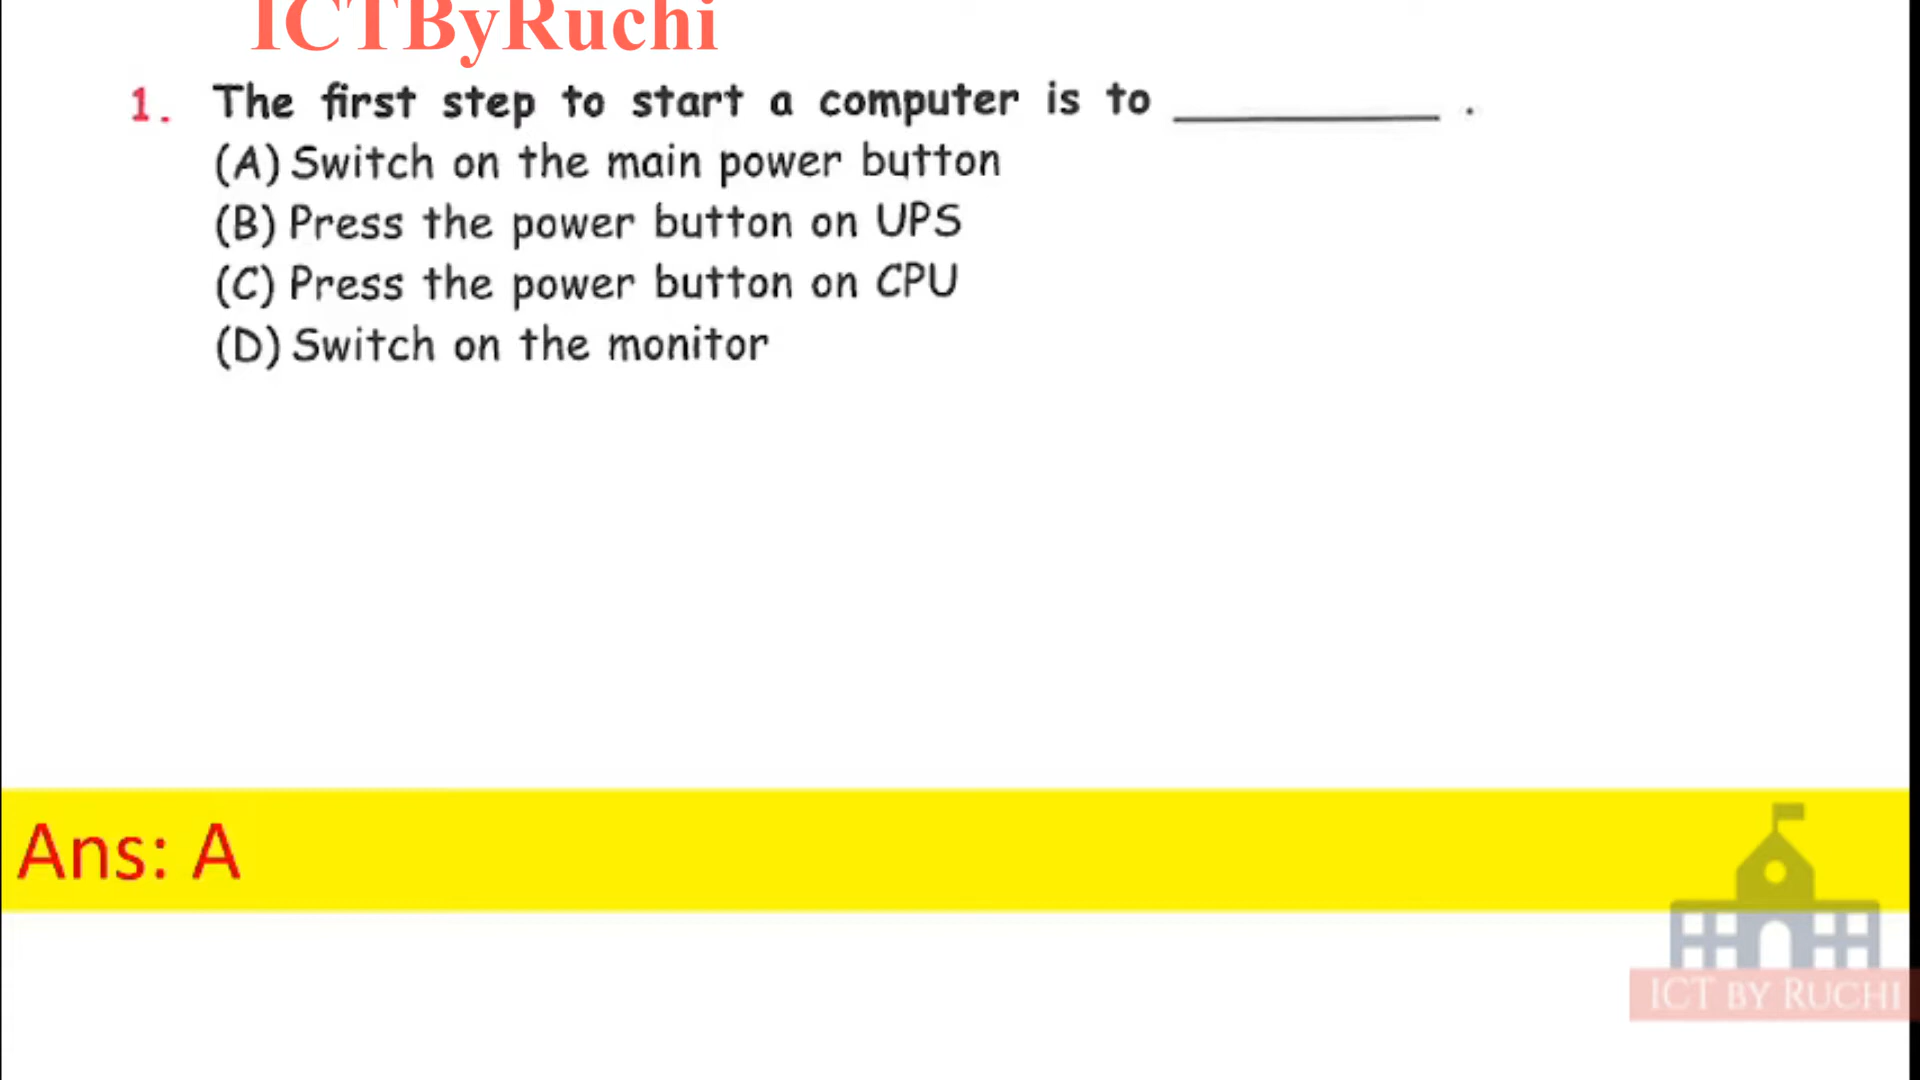 ICTByRuchi
1. The first step to start a computer is to __________ .
(A) Switch on the main power button
(B) Press the power button on UPS
(C) Press the power button on CPU
(D) Switch on the monitor
Ans: A
ICT BY RUCHI